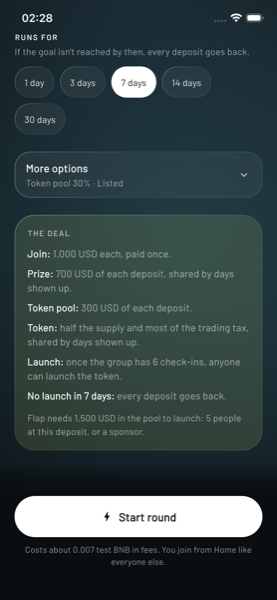 02:28
RUNS FOR
If the goal isn't reached by then, every deposit goes back.
1 day
3 days
7 days
14 days
30 days
More options
Token pool 30% · Listed
THE DEAL
Join: 1,000 USD each, paid once.
Prize: 700 USD of each deposit, shared by days
shown up.
Token pool: 300 USD of each deposit.
Token: half the supply and most of the trading tax,
shared by days shown up.
Launch: once the group has 6 check-ins, anyone
can launch the token.
No launch in 7 days: every deposit goes back.
Flap needs 1,500 USD in the pool to launch: 5 people
at this deposit, or a sponsor.
Start round
Costs about 0.007 test BNB in fees. You join from Home like
everyone else.